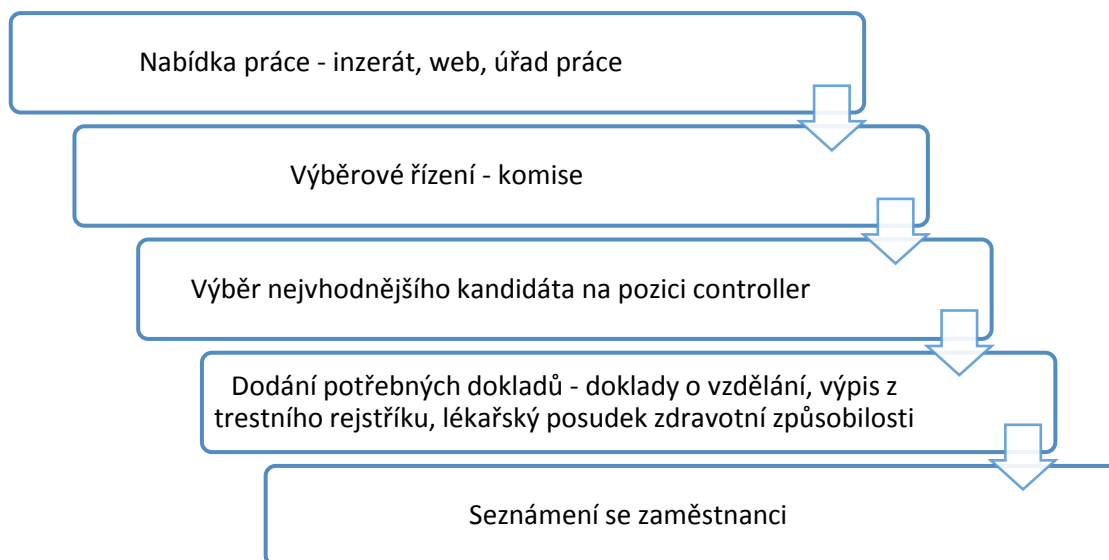 Nabídka práce - inzerát, web, úřad práce
Výběrové řízení - komise
Výběr nejvhodnějšího kandidáta na pozici controller
Dodání potřebných dokladů - doklady o vzdělání, výpis z
trestního rejstříku, lékařský posudek zdravotní způsobilosti
Seznámení se zaměstnanci